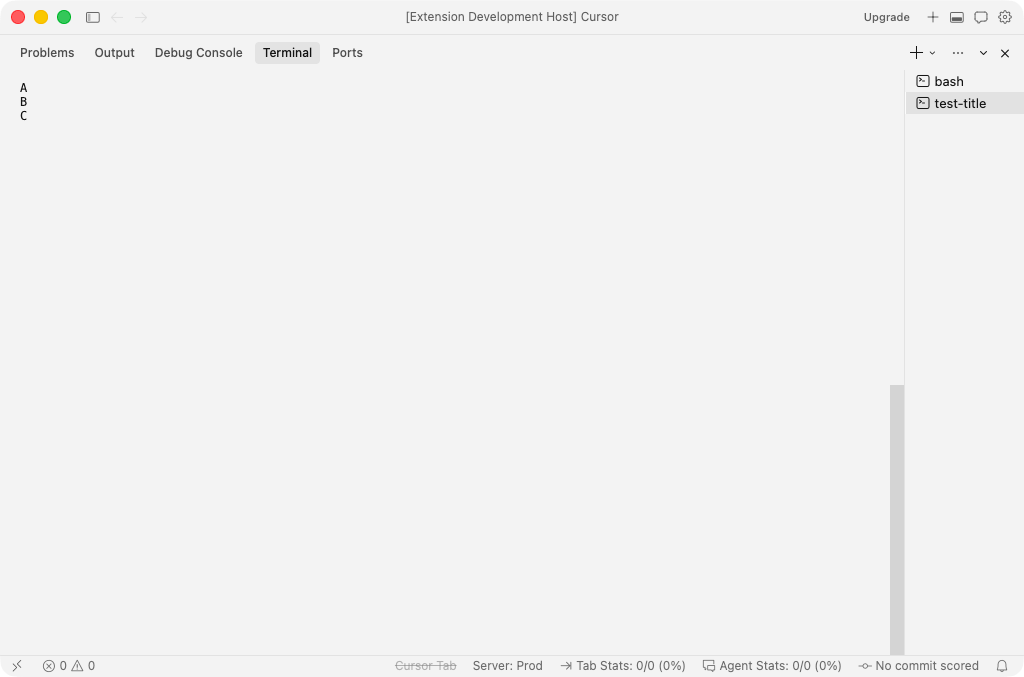 [Extension Development Host] Cursor
Upgrade
Problems Output Debug Console Terminal Ports
A
B
C
bash
test-title
0 0 Cursor Tab Server: Prod Tab Stats: 0/0 (0%) Agent Stats: 0/0 (0%) No commit scored